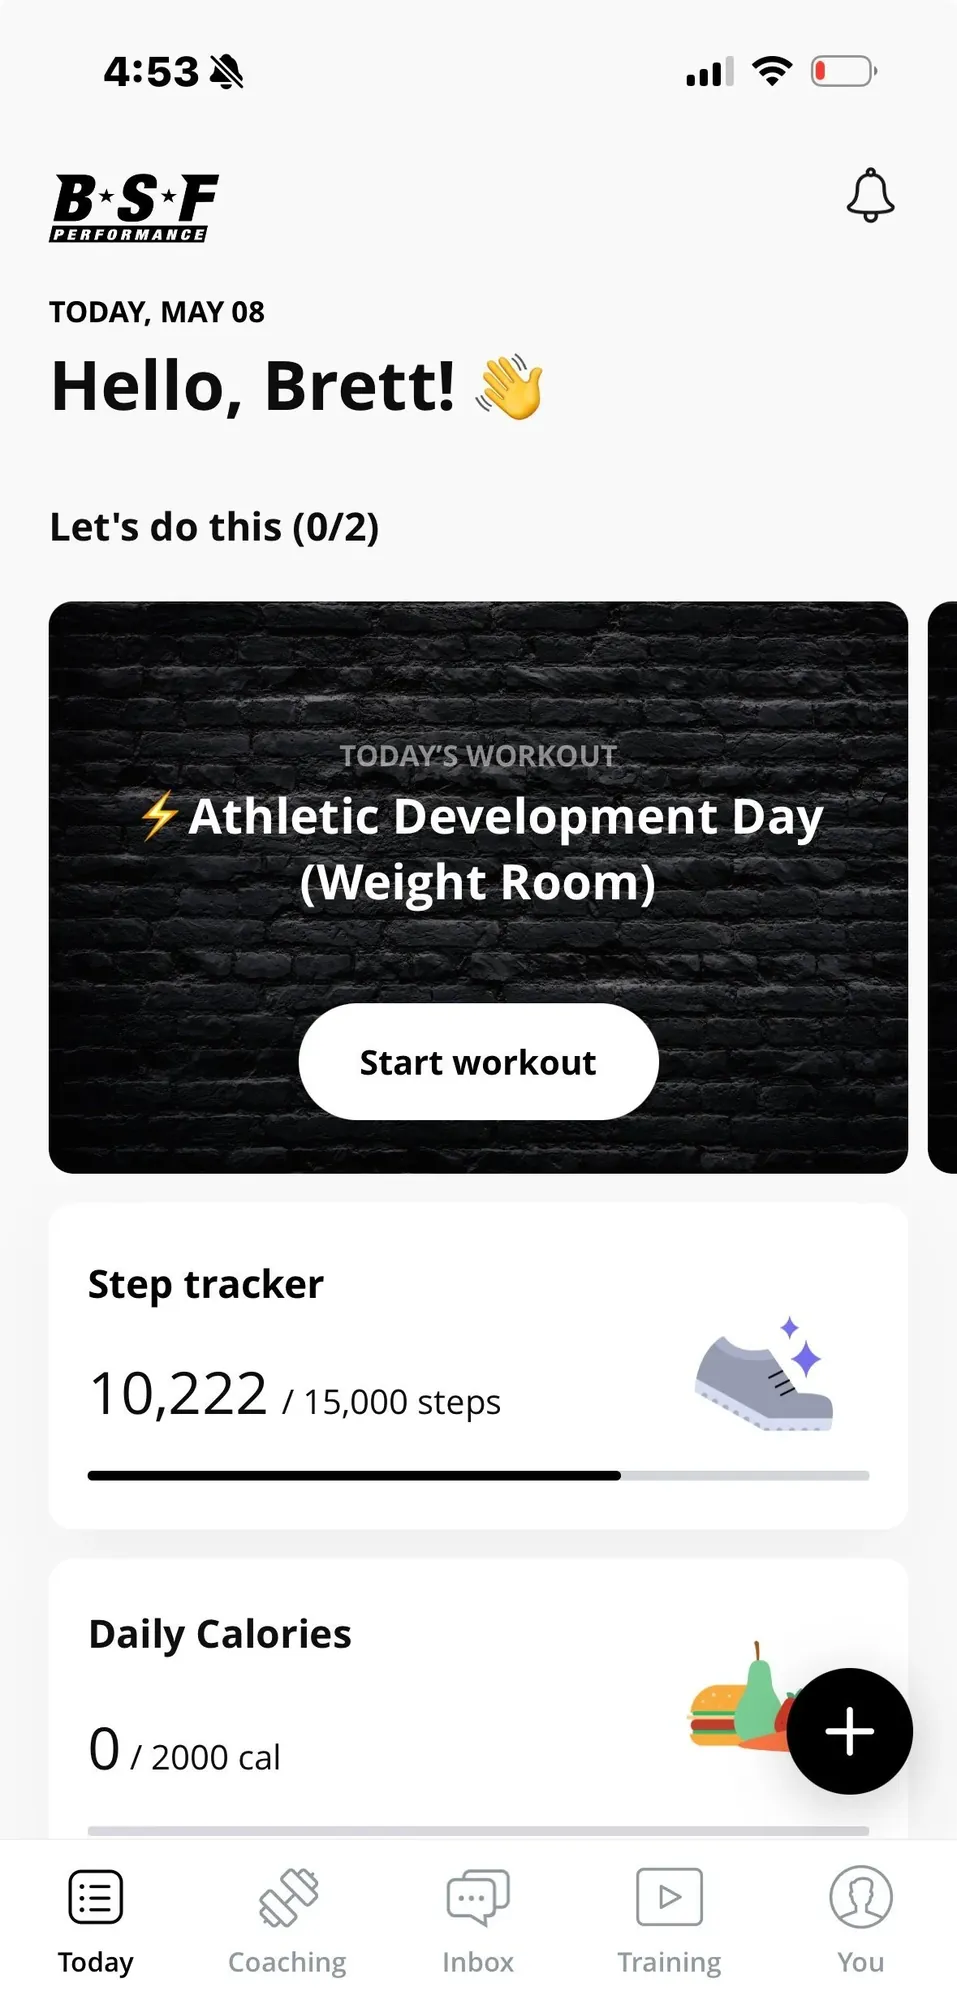 4:53
B★S★F
PERFORMANCE
TODAY, MAY 08
Hello, Brett! 👋
Let's do this (0/2)
TODAY'S WORKOUT
⚡Athletic Development Day
(Weight Room)
Start workout
Step tracker
10,222 / 15,000 steps
Daily Calories
0 / 2000 cal
Today
Coaching
Inbox
Training
You